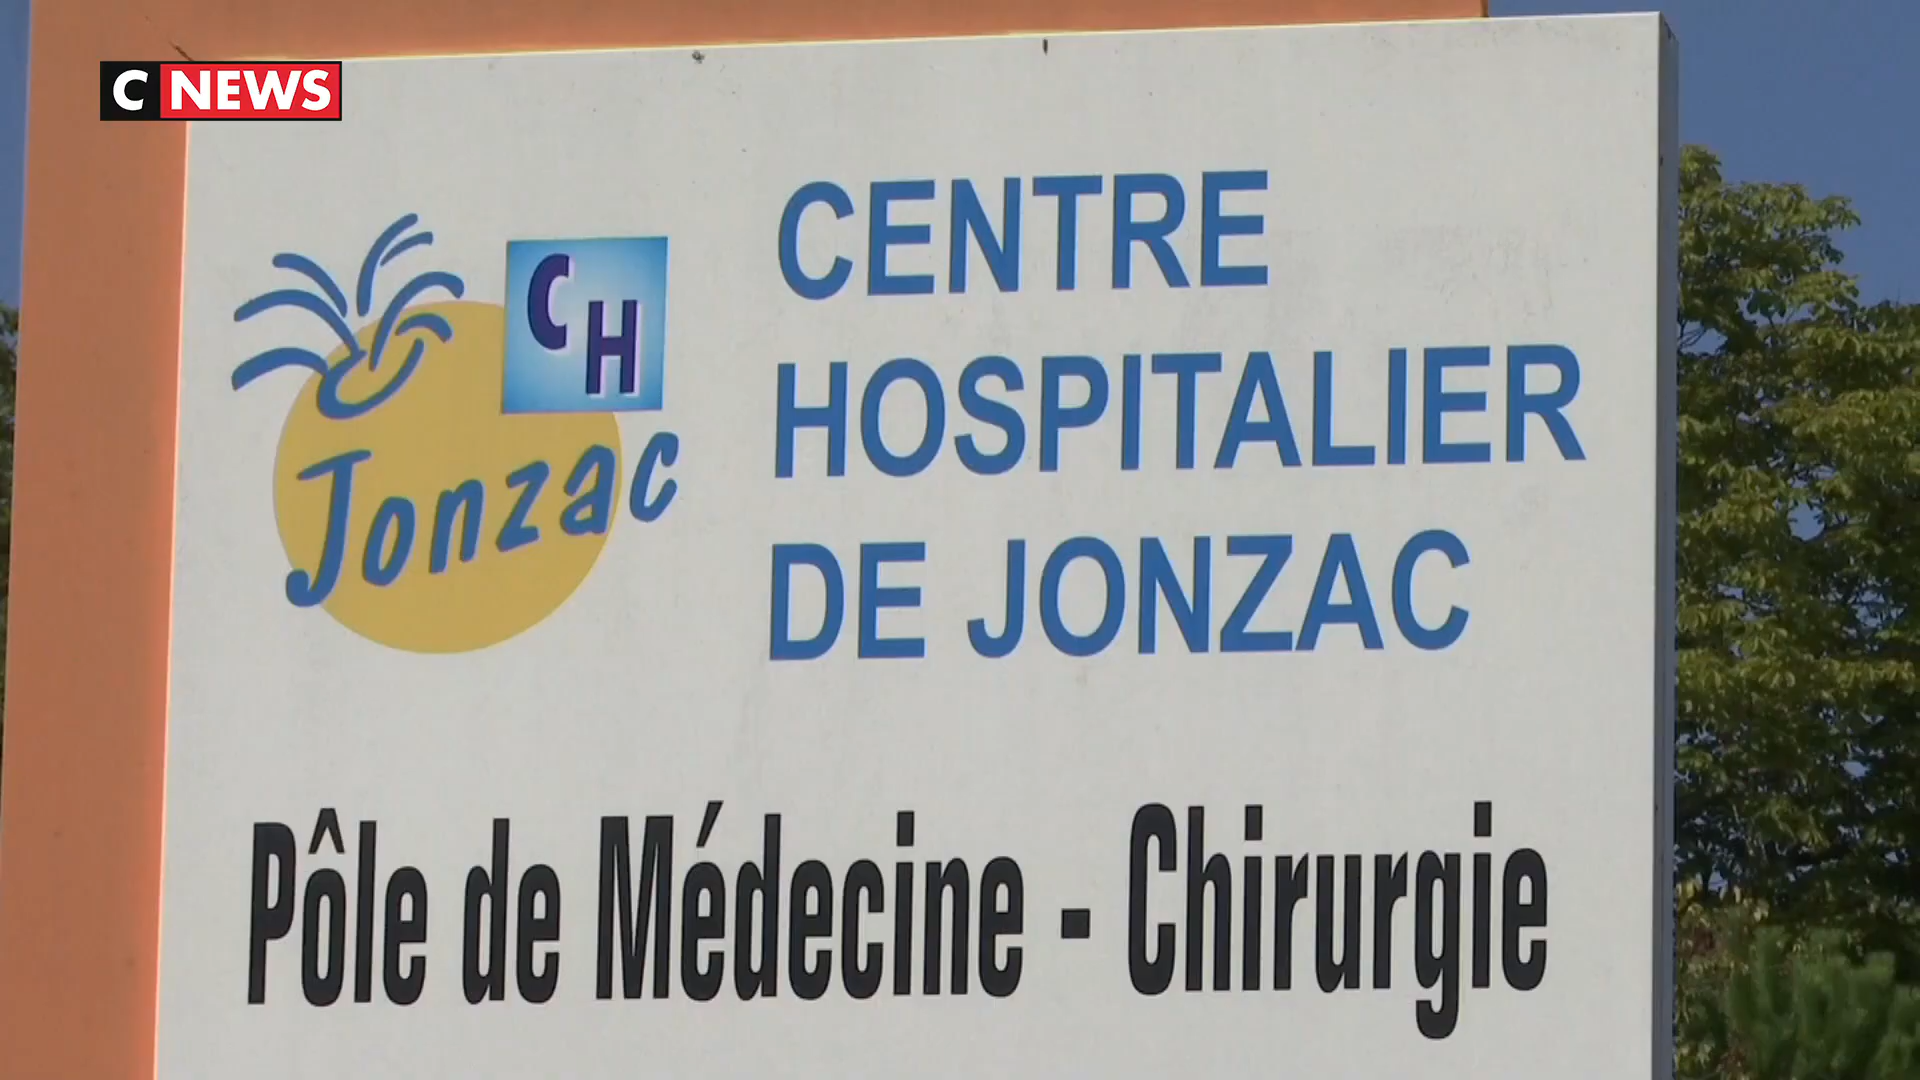 C NEWS
CH
Jonzac
CENTRE
HOSPITALIER
DE JONZAC
Pôle de Médecine - Chirurgie